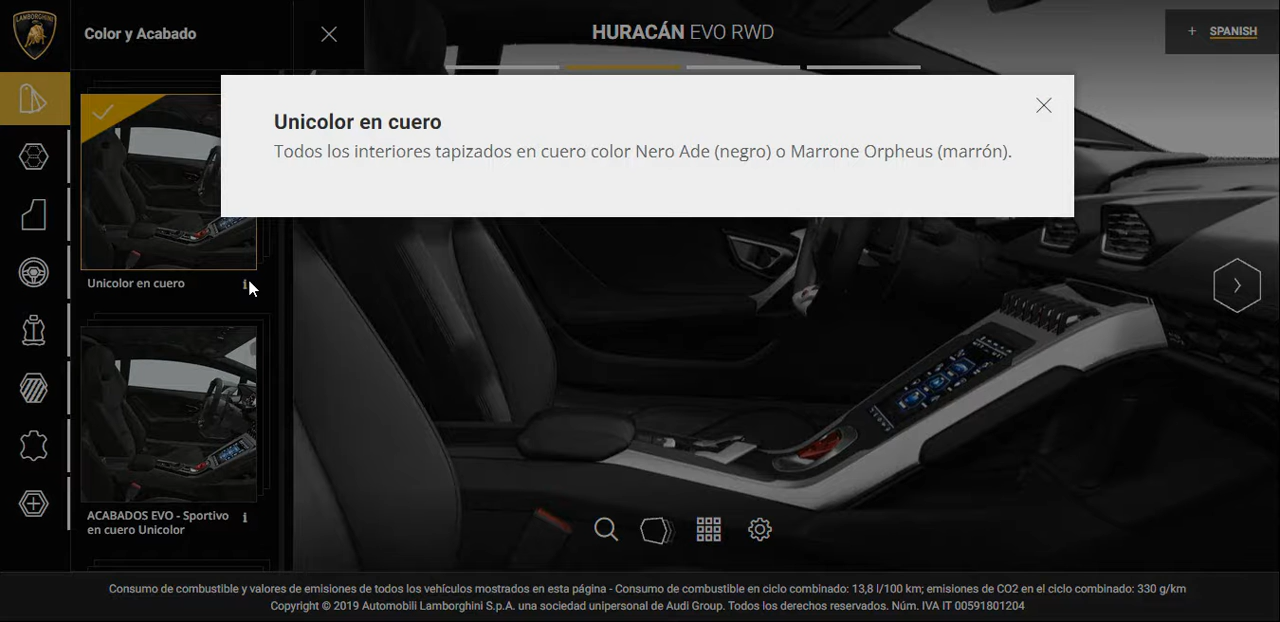 LAMBORGHINI
Color y Acabado
HURACÁN EVO RWD
+ SPANISH
Unicolor en cuero
Todos los interiores tapizados en cuero color Nero Ade (negro) o Marrone Orpheus (marrón).
Unicolor en cuero
i
ACABADOS EVO - Sportivo
en cuero Unicolor
i
Consumo de combustible y valores de emisiones de todos los vehículos mostrados en esta página - Consumo de combustible en ciclo combinado: 13,8 l/100 km; emisiones de CO2 en el ciclo combinado: 330 g/km
Copyright © 2019 Automobili Lamborghini S.p.A. una sociedad unipersonal de Audi Group. Todos los derechos reservados. Núm. IVA IT 00591801204